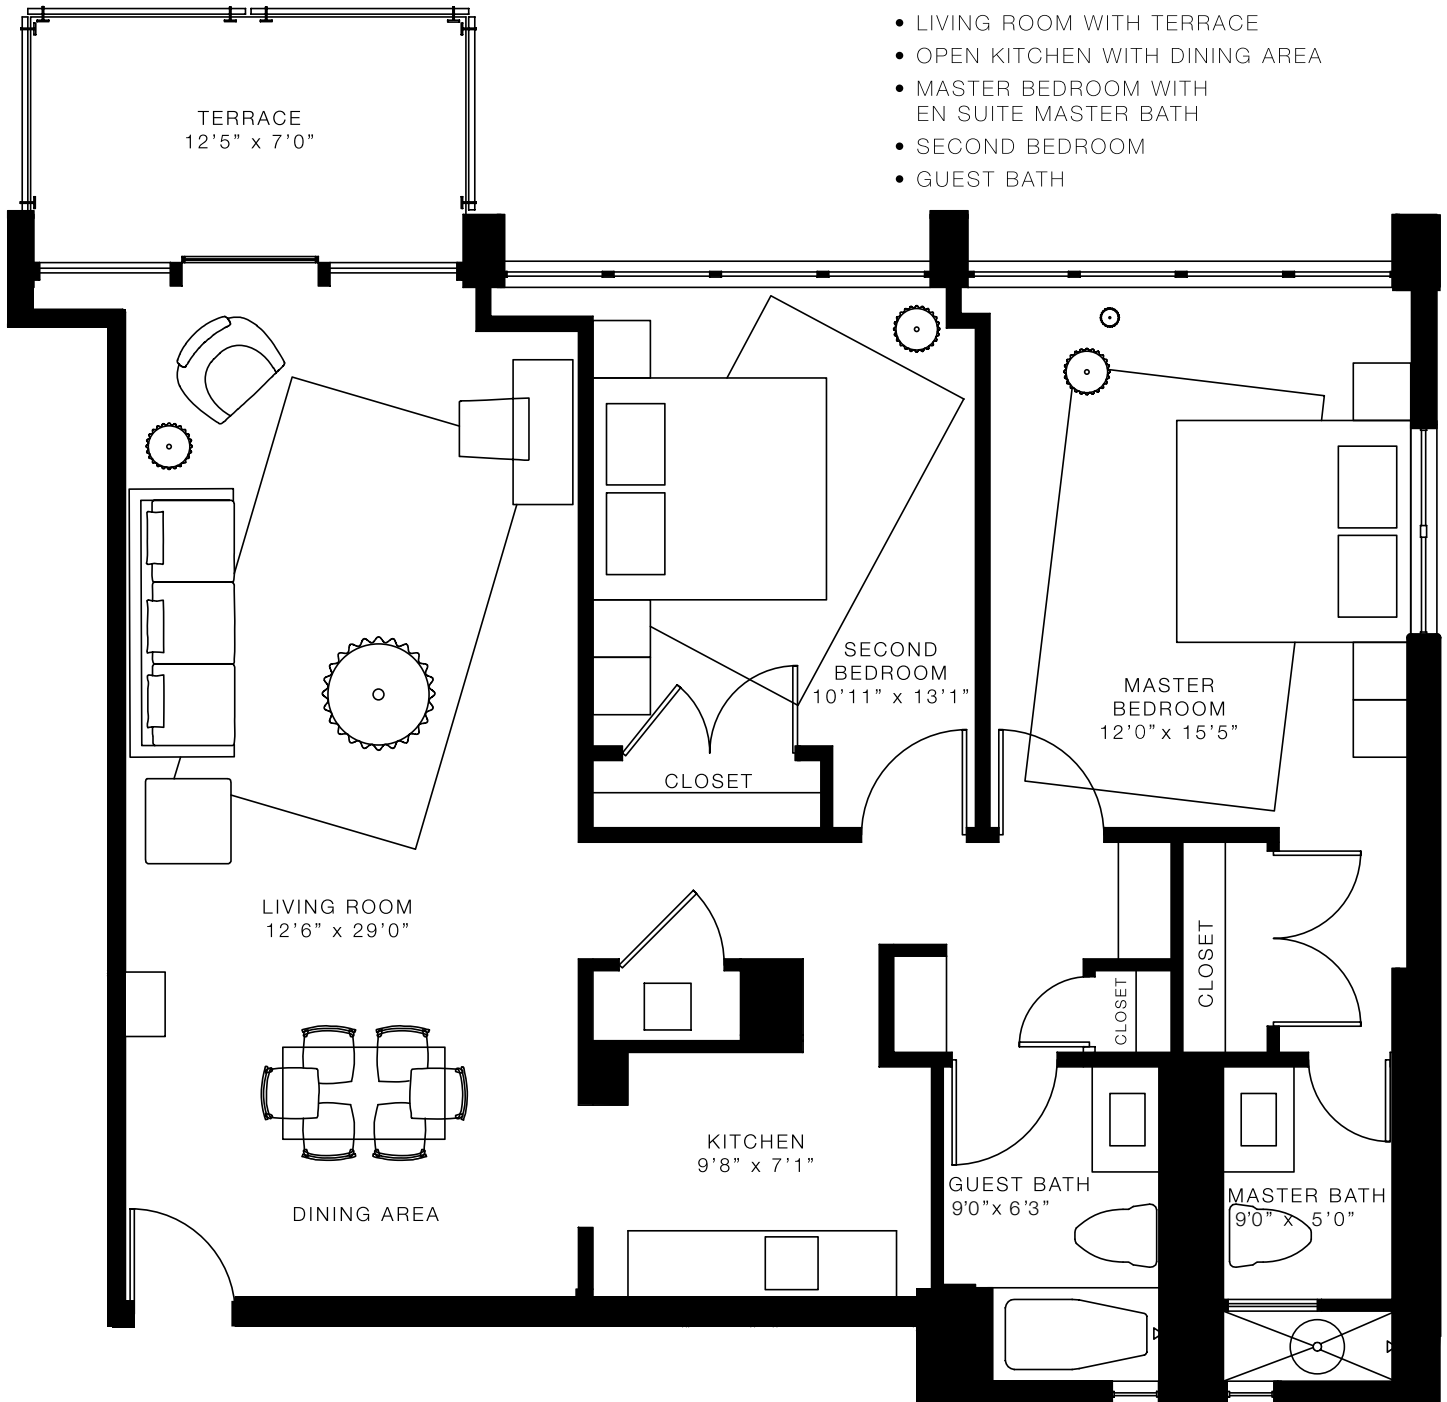 • LIVING ROOM WITH TERRACE
• OPEN KITCHEN WITH DINING AREA
• MASTER BEDROOM WITH
EN SUITE MASTER BATH
• SECOND BEDROOM
• GUEST BATH
TERRACE
12’5” x 7’0”
SECOND
BEDROOM
10’11” x 13’1”
MASTER
BEDROOM
12’0” x 15’5”
CLOSET
LIVING ROOM
12’6” x 29’0”
CLOSET
CLOSET
KITCHEN
9’8” x 7’1”
GUEST BATH
9’0” x 6’3”
MASTER BATH
9’0” x 5’0”
DINING AREA